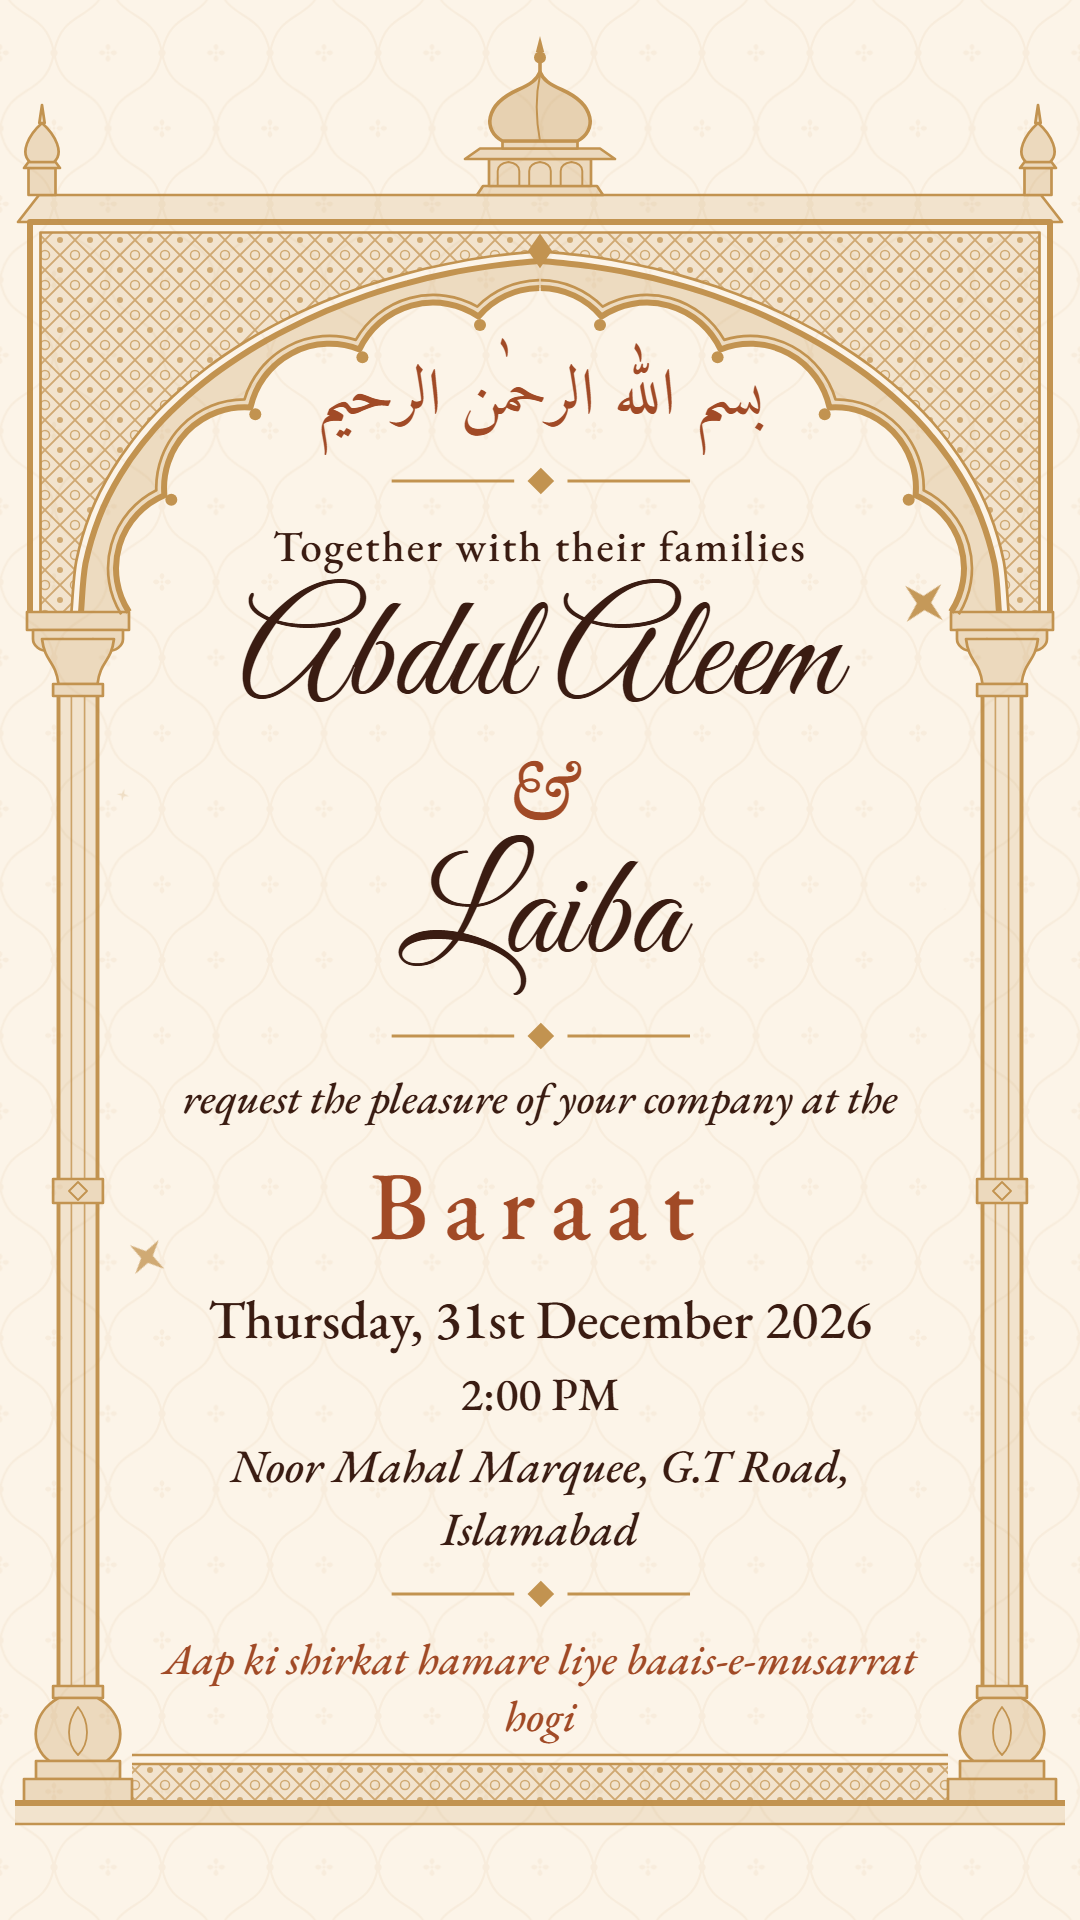 بسم الله الرحمٰن الرحيم
Together with their families
Abdul Aleem
&
Laiba
request the pleasure of your company at the
Baraat
Thursday, 31st December 2026
2:00 PM
Noor Mahal Marquee, G.T Road,
Islamabad
Aap ki shirkat hamare liye baais-e-musarrat
hogi